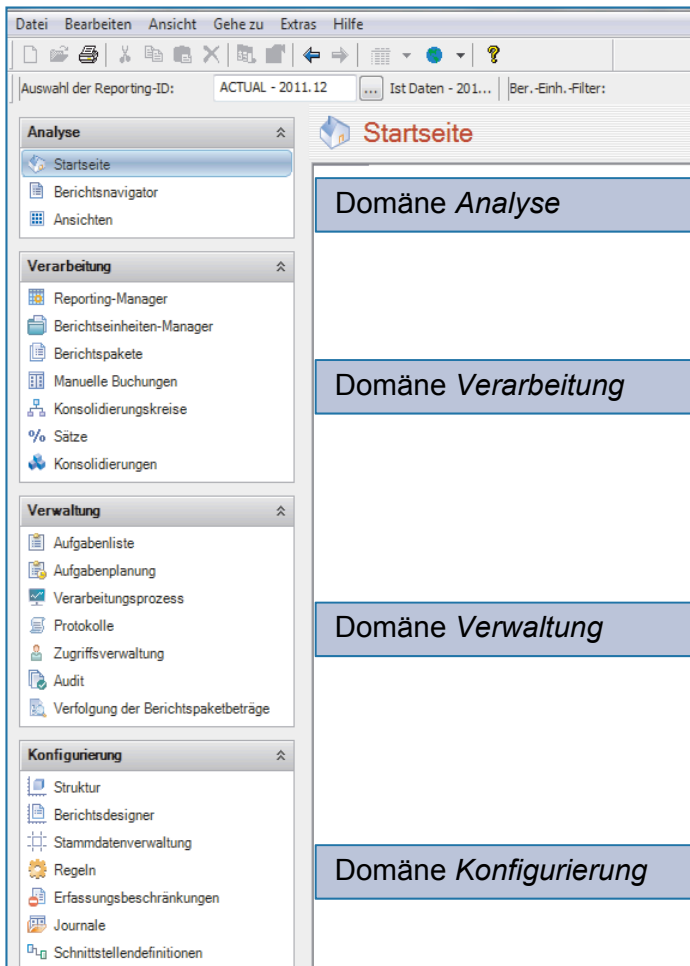 Datei Bearbeiten Ansicht Gehe zu Extras Hilfe
Auswahl der Reporting-ID: ACTUAL - 2011.12 ... Ist Daten - 201... Ber.-Einh.-Filter:
Analyse
Startseite
Berichtsnavigator
Ansichten
Verarbeitung
Reporting-Manager
Berichtseinheiten-Manager
Berichtspakete
Manuelle Buchungen
Konsolidierungskreise
% Sätze
Konsolidierungen
Verwaltung
Aufgabenliste
Aufgabenplanung
Verarbeitungsprozess
Protokolle
Zugriffsverwaltung
Audit
Verfolgung der Berichtspaketbeträge
Konfigurierung
Struktur
Berichtsdesigner
Stammdatenverwaltung
Regeln
Erfassungsbeschränkungen
Journale
Schnittstellendefinitionen
Startseite
Domäne Analyse
Domäne Verarbeitung
Domäne Verwaltung
Domäne Konfigurierung